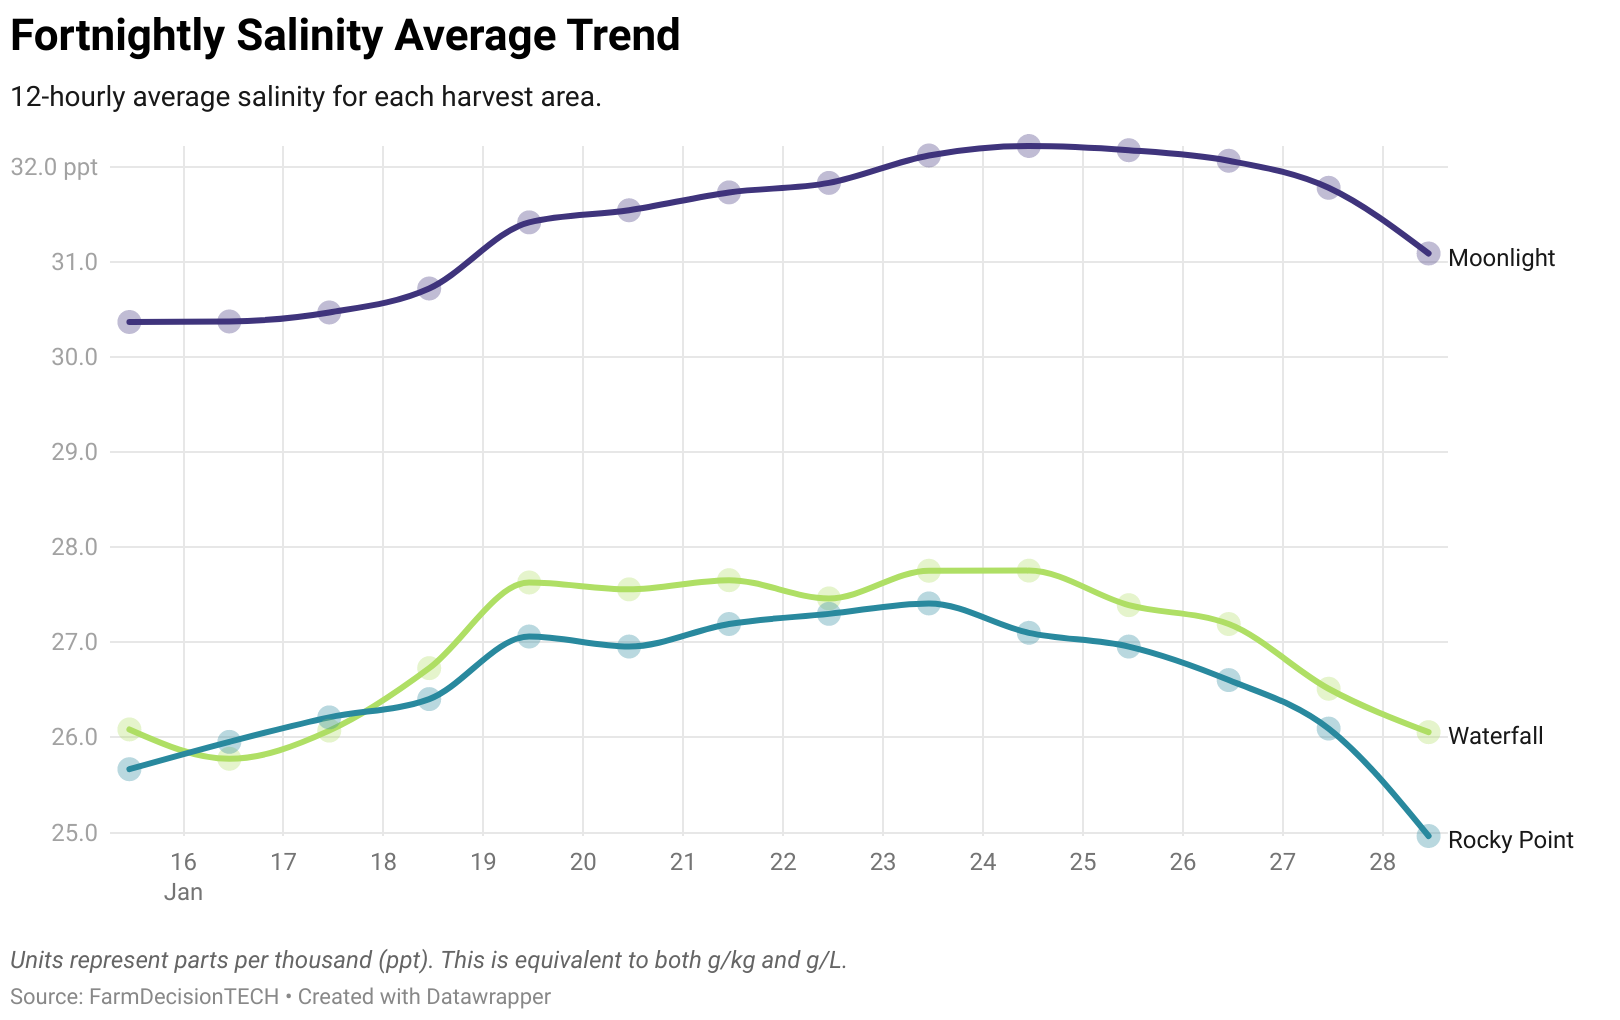 Fortnightly Salinity Average Trend
12-hourly average salinity for each harvest area.
32.0 ppt
31.0
30.0
29.0
28.0
27.0
26.0
25.0
Moonlight
Waterfall
Rocky Point
16 17 18 19 20 21 22 23 24 25 26 27 28
Jan
Units represent parts per thousand (ppt). This is equivalent to both g/kg and g/L.
Source: FarmDecisionTECH • Created with Datawrapper